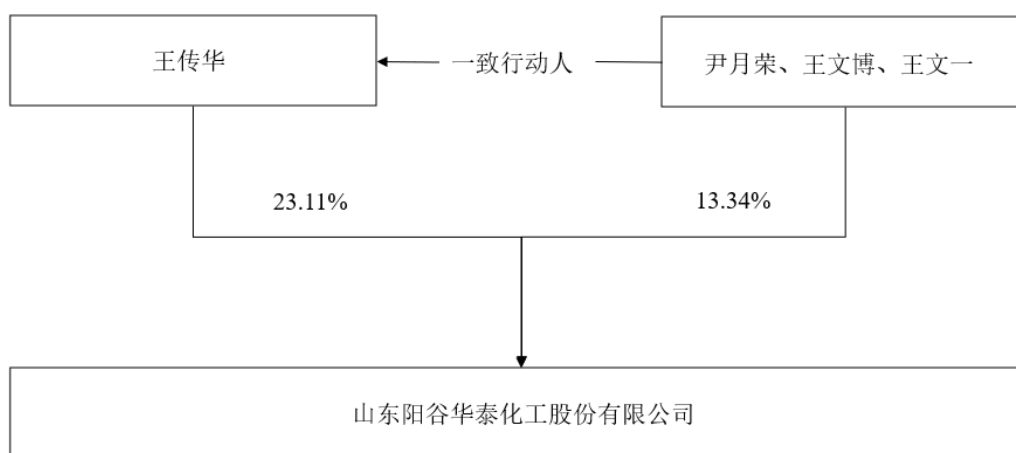 王传华
一致行动人
尹月荣、王文博、王文一
23.11%
13.34%
山东阳谷华泰化工股份有限公司